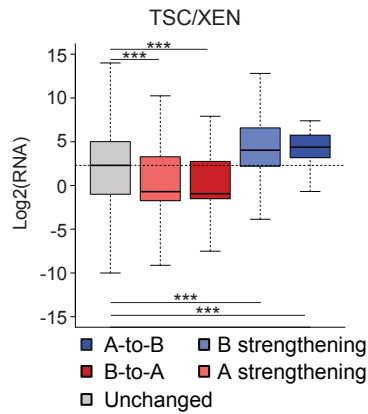 TSC/XEN
***
***
15
10
5
0
-5
-10
-15
Log2(RNA)
***
***
A-to-B B strengthening
B-to-A A strengthening
Unchanged